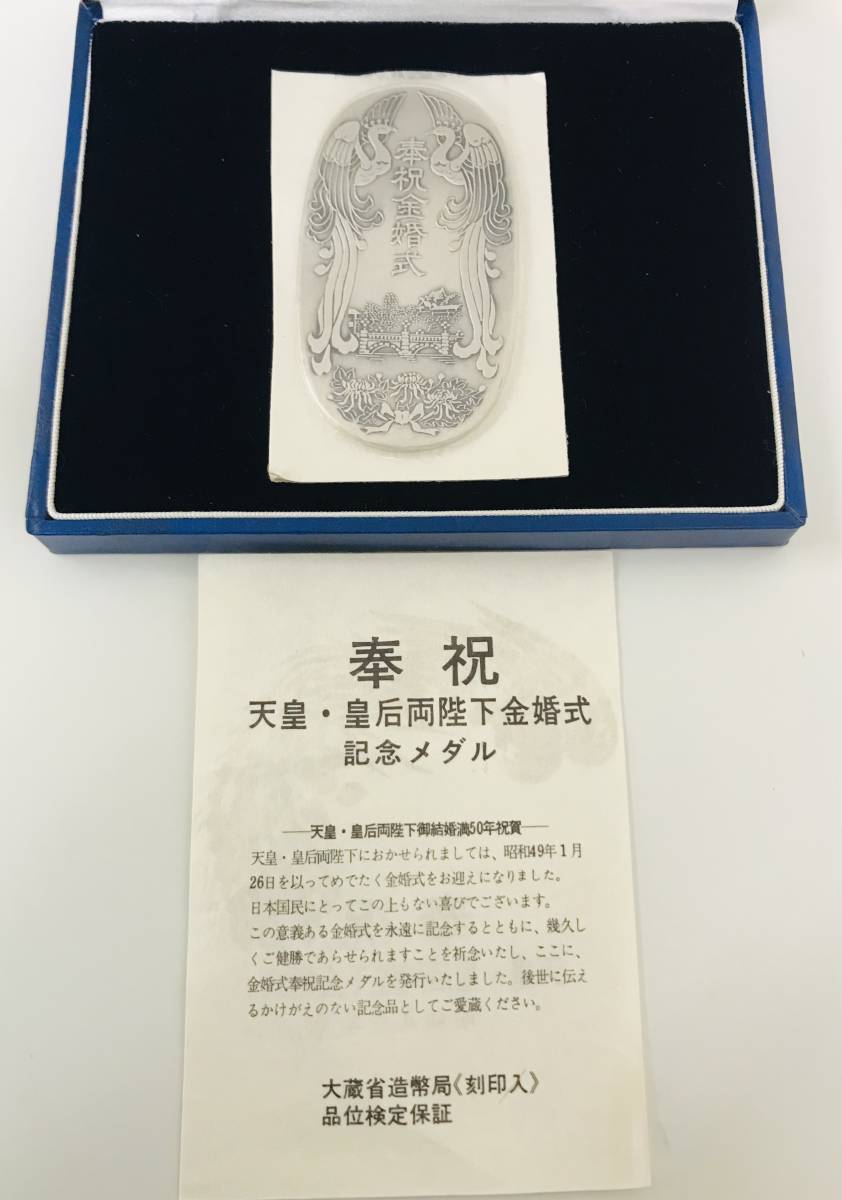 奉祝金婚式
奉祝
天皇・皇后両陛下金婚式
記念メダル
──天皇・皇后両陛下御結婚満50年祝賀──
天皇・皇后両陛下におかせられましては、昭和49年1月
26日を以ってめでたく金婚式をお迎えになりました。
日本国民にとってこの上もない喜びでございます。
この意義ある金婚式を永遠に記念するとともに、幾久し
くご健勝であらせられますことを祈念いたし、ここに、
金婚式奉祝記念メダルを発行いたしました。後世に伝え
るかけがえのない記念品としてご愛蔵ください。
大蔵省造幣局《刻印入》
品位検定保証